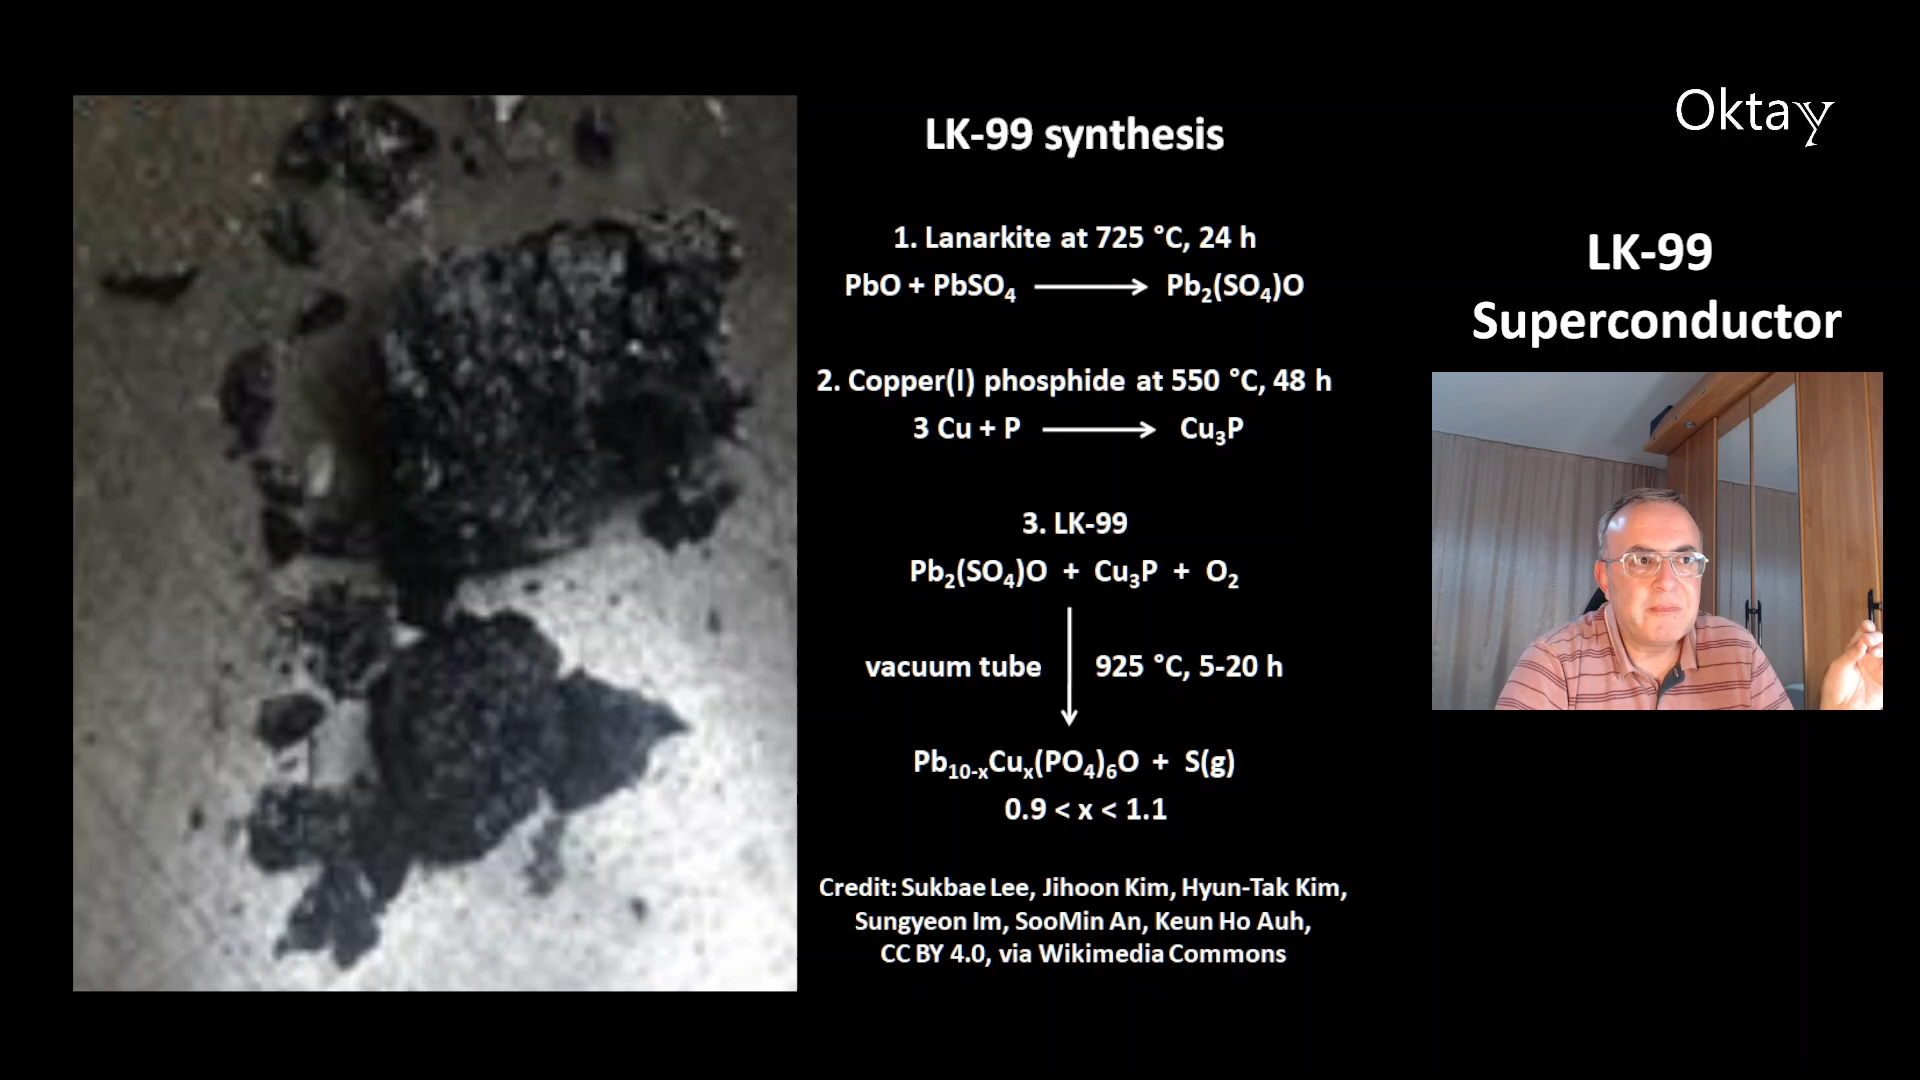 LK-99 synthesis
1. Lanarkite at 725 °C, 24 h
PbO + PbSO₄ ⟶ Pb₂(SO₄)O
2. Copper(I) phosphide at 550 °C, 48 h
3 Cu + P ⟶ Cu₃P
3. LK-99
Pb₂(SO₄)O + Cu₃P + O₂
vacuum tube 925 °C, 5-20 h
Pb₁₀₋ₓCuₓ(PO₄)₆O + S(g)
0.9 < x < 1.1
Credit: Sukbae Lee, Jihoon Kim, Hyun-Tak Kim,
Sungyeon Im, SooMin An, Keun Ho Auh,
CC BY 4.0, via Wikimedia Commons
Oktay
LK-99
Superconductor